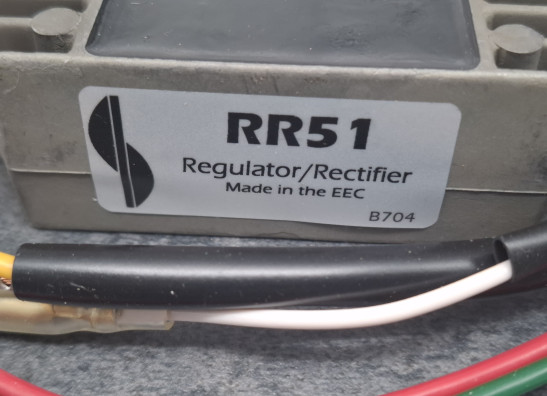 RR51
Regulator/Rectifier
Made in the EEC
B704